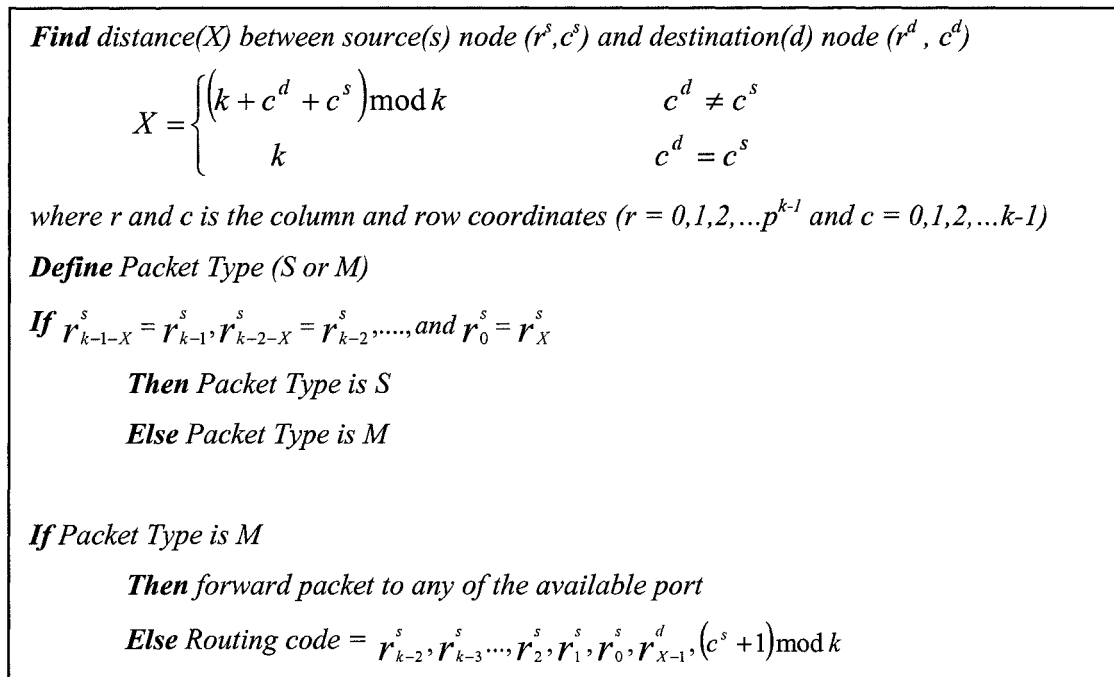 Find distance(X) between source(s) node (r^s,c^s) and destination(d) node (r^d , c^d)
X = { (k + c^d + c^s) mod k    c^d ≠ c^s
k    c^d = c^s
where r and c is the column and row coordinates (r = 0,1,2,...p^{k-1} and c = 0,1,2,...k-1)
Define Packet Type (S or M)
If r^s_{k-1-X} = r^s_{k-1}, r^s_{k-2-X} = r^s_{k-2},....., and r^s_0 = r^s_X
Then Packet Type is S
Else Packet Type is M
If Packet Type is M
Then forward packet to any of the available port
Else Routing code = r^s_{k-2}, r^s_{k-3}..., r^s_2, r^s_1, r^s_0, r^d_{X-1}, (c^s +1) mod k